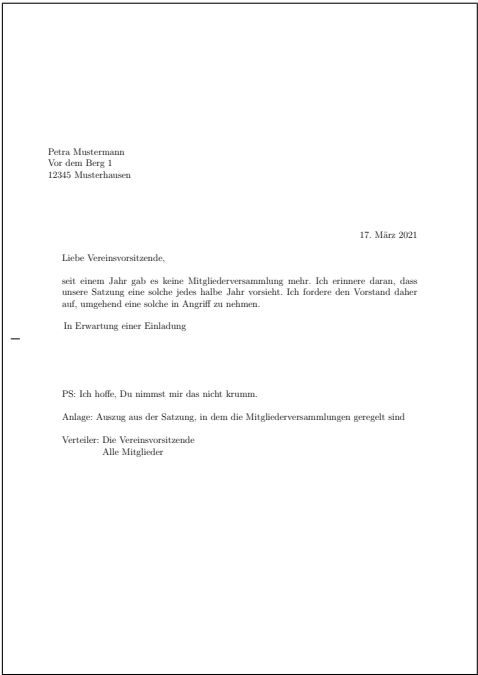 Petra Mustermann
Vor dem Berg 1
12345 Musterhausen
17. März 2021
Liebe Vereinsvorsitzende,
seit einem Jahr gab es keine Mitgliederversammlung mehr. Ich erinnere daran, dass
unsere Satzung eine solche jedes halbe Jahr vorsieht. Ich fordere den Vorstand daher
auf, umgehend eine solche in Angriff zu nehmen.
In Erwartung einer Einladung
PS: Ich hoffe, Du nimmst mir das nicht krumm.
Anlage: Auszug aus der Satzung, in dem die Mitgliederversammlungen geregelt sind
Verteiler: Die Vereinsvorsitzende
Alle Mitglieder